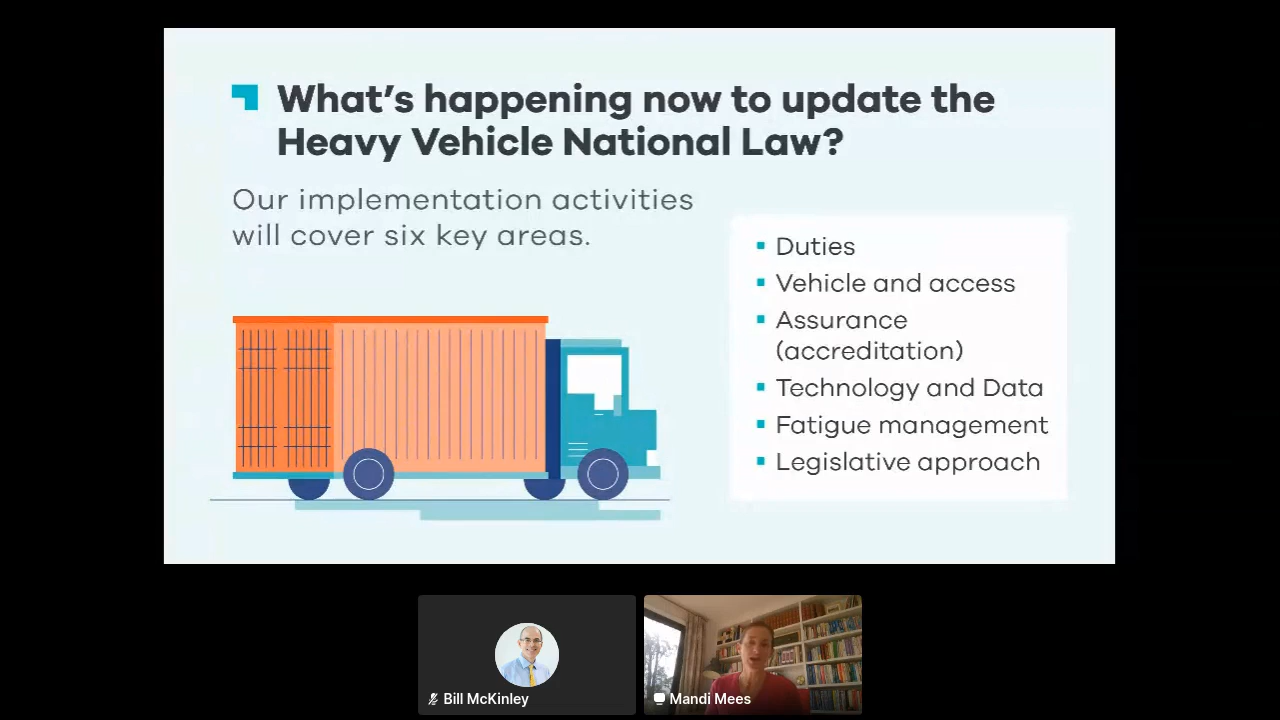 What's happening now to update the
Heavy Vehicle National Law?
Our implementation activities
will cover six key areas.
Duties
Vehicle and access
Assurance
(accreditation)
Technology and Data
Fatigue management
Legislative approach
Bill McKinley
Mandi Mees